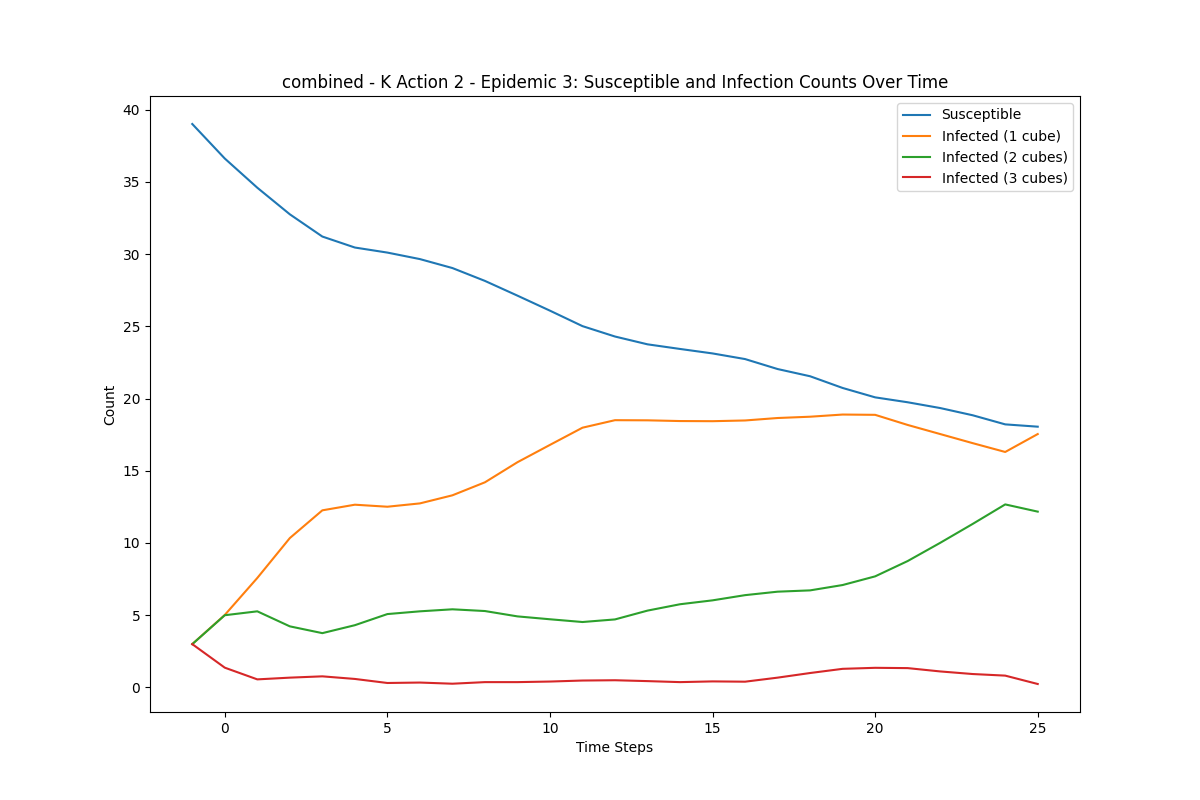 combined - K Action 2 - Epidemic 3: Susceptible and Infection Counts Over Time
Susceptible
Infected (1 cube)
Infected (2 cubes)
Infected (3 cubes)
Count
40
35
30
25
20
15
10
5
0
0 5 10 15 20 25
Time Steps